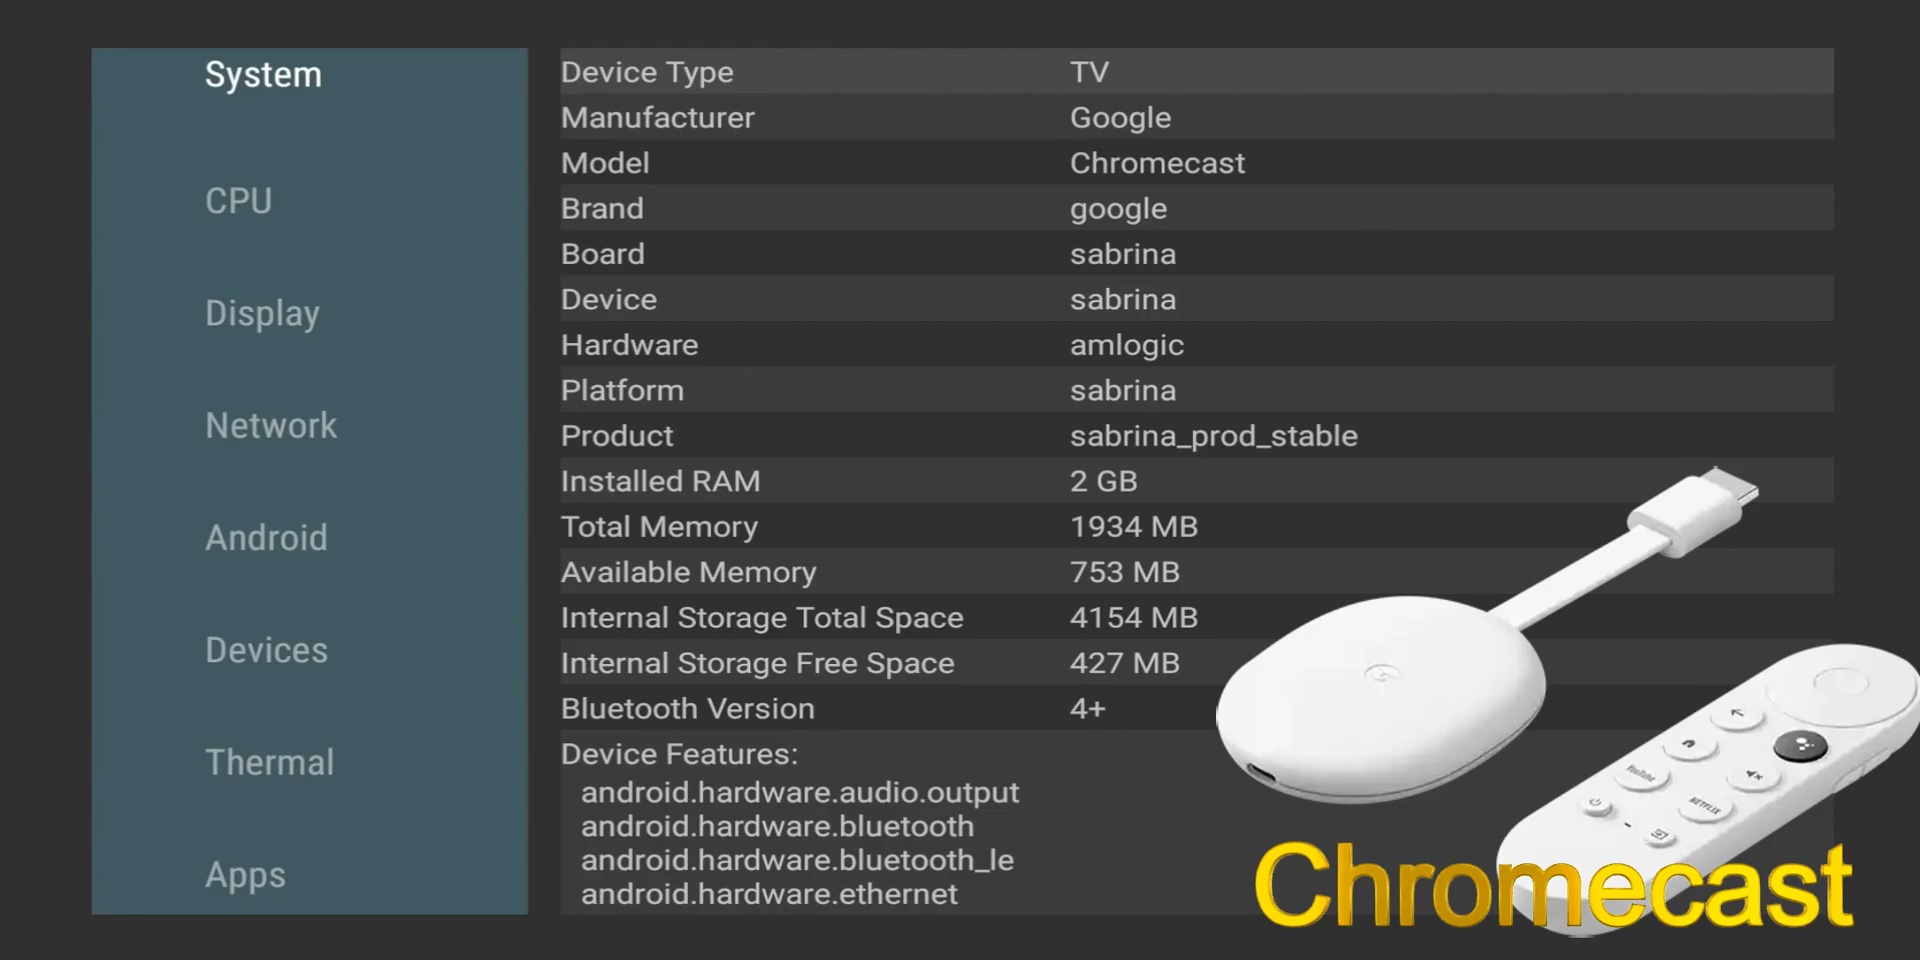 System
CPU
Display
Network
Android
Devices
Thermal
Apps
Device Type TV
Manufacturer Google
Model Chromecast
Brand google
Board sabrina
Device sabrina
Hardware amlogic
Platform sabrina
Product sabrina_prod_stable
Installed RAM 2 GB
Total Memory 1934 MB
Available Memory 753 MB
Internal Storage Total Space 4154 MB
Internal Storage Free Space 427 MB
Bluetooth Version 4+
Device Features:
android.hardware.audio.output
android.hardware.bluetooth
android.hardware.bluetooth_le
android.hardware.ethernet
YouTube
NETFLIX
Chromecast